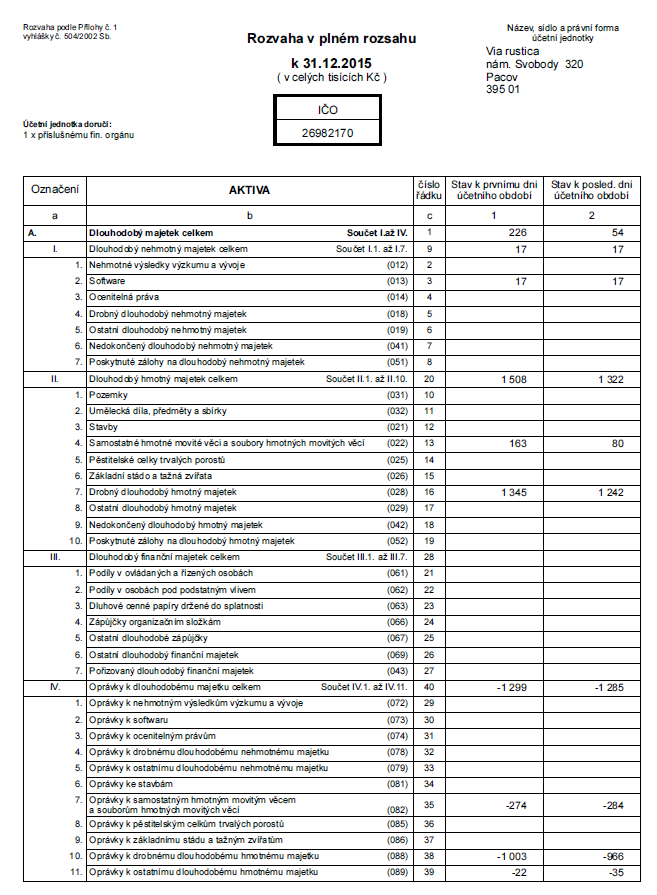 Rozvaha podle Přílohy č. 1
vyhlášky č. 504/2002 Sb.
Rozvaha v plném rozsahu
k 31.12.2015
( v celých tisících Kč )
Název, sídlo a právní forma
účetní jednotky
Via rustica
nám. Svobody 320
Pacov
395 01
IČO
26982170
Účetní jednotka doručí:
1 x příslušnému fin. orgánu
Označení AKTIVA číslo řádku Stav k prvnímu dni účetního období Stav k posled. dni účetního období
a b c 1 2
A. Dlouhodobý majetek celkem Součet I.až IV. 1 226 54
I. Dlouhodobý nehmotný majetek celkem Součet I.1. až I.7. 9 17 17
1. Nehmotné výsledky výzkumu a vývoje (012) 2
2. Software (013) 3 17 17
3. Ocenitelná práva (014) 4
4. Drobný dlouhodobý nehmotný majetek (018) 5
5. Ostatní dlouhodobý nehmotný majetek (019) 6
6. Nedokončený dlouhodobý nehmotný majetek (041) 7
7. Poskytnuté zálohy na dlouhodobý nehmotný majetek (051) 8
II. Dlouhodobý hmotný majetek celkem Součet II.1. až II.10. 20 1 508 1 322
1. Pozemky (031) 10
2. Umělecká díla, předměty a sbírky (032) 11
3. Stavby (021) 12
4. Samostatné hmotné movité věci a soubory hmotných movitých věcí (022) 13 163 80
5. Pěstitelské celky trvalých porostů (025) 14
6. Základní stádo a tažná zvířata (026) 15
7. Drobný dlouhodobý hmotný majetek (028) 16 1 345 1 242
8. Ostatní dlouhodobý hmotný majetek (029) 17
9. Nedokončený dlouhodobý hmotný majetek (042) 18
10. Poskytnuté zálohy na dlouhodobý hmotný majetek (052) 19
III. Dlouhodobý finanční majetek celkem Součet III.1. až III.7. 28
1. Podíly v ovládaných a řízených osobách (061) 21
2. Podíly v osobách pod podstatným vlivem (062) 22
3. Dluhové cenné papíry držené do splatnosti (063) 23
4. Zápůjčky organizačním složkám (066) 24
5. Ostatní dlouhodobé zápůjčky (067) 25
6. Ostatní dlouhodobý finanční majetek (069) 26
7. Pořizovaný dlouhodobý finanční majetek (043) 27
IV. Oprávky k dlouhodobému majetku celkem Součet IV.1. až IV.11. 40 -1 299 -1 285
1. Oprávky k nehmotným výsledkům výzkumu a vývoje (072) 29
2. Oprávky k softwaru (073) 30
3. Oprávky k ocenitelným právům (074) 31
4. Oprávky k drobnému dlouhodobému nehmotnému majetku (078) 32
5. Oprávky k ostatnímu dlouhodobému nehmotnému majetku (079) 33
6. Oprávky ke stavbám (081) 34
7. Oprávky k samostatným hmotným movitým věcem
a souborům hmotných movitých věcí (082) 35 -274 -284
8. Oprávky k pěstitelským celkům trvalých porostů (085) 36
9. Oprávky k základnímu stádu a tažným zvířatům (086) 37
10. Oprávky k drobnému dlouhodobému hmotnému majetku (088) 38 -1 003 -966
11. Oprávky k ostatnímu dlouhodobému hmotnému majetku (089) 39 -22 -35